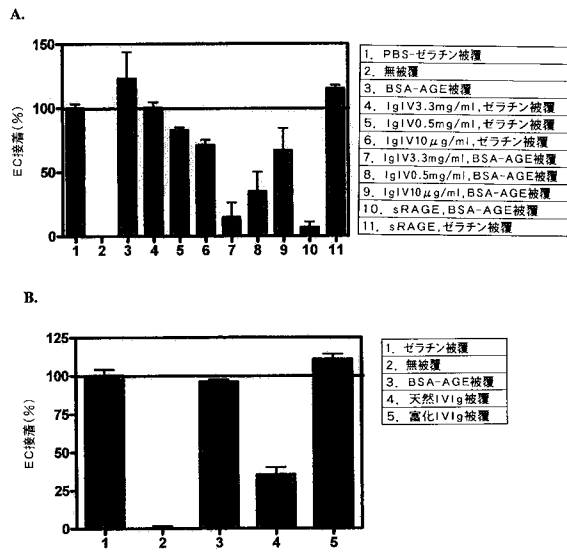 A.
150
100
50
0
EC接着(%)
1 2 3 4 5 6 7 8 9 10 11
1. PBS-ゼラチン被覆
2. 無被覆
3. BSA-AGE被覆
4. IgIV3.3mg/ml,ゼラチン被覆
5. IgIV0.5mg/ml,ゼラチン被覆
6. IgIV10μg/ml,ゼラチン被覆
7. IgIV3.3mg/ml,BSA-AGE被覆
8. IgIV0.5mg/ml,BSA-AGE被覆
9. IgIV10μg/ml,BSA-AGE被覆
10. sRAGE,BSA-AGE被覆
11. sRAGE,ゼラチン被覆
B.
125
100
75
50
25
0
EC接着(%)
1 2 3 4 5
1. ゼラチン被覆
2. 無被覆
3. BSA-AGE被覆
4. 天然IVIg被覆
5. 富化IVIg被覆